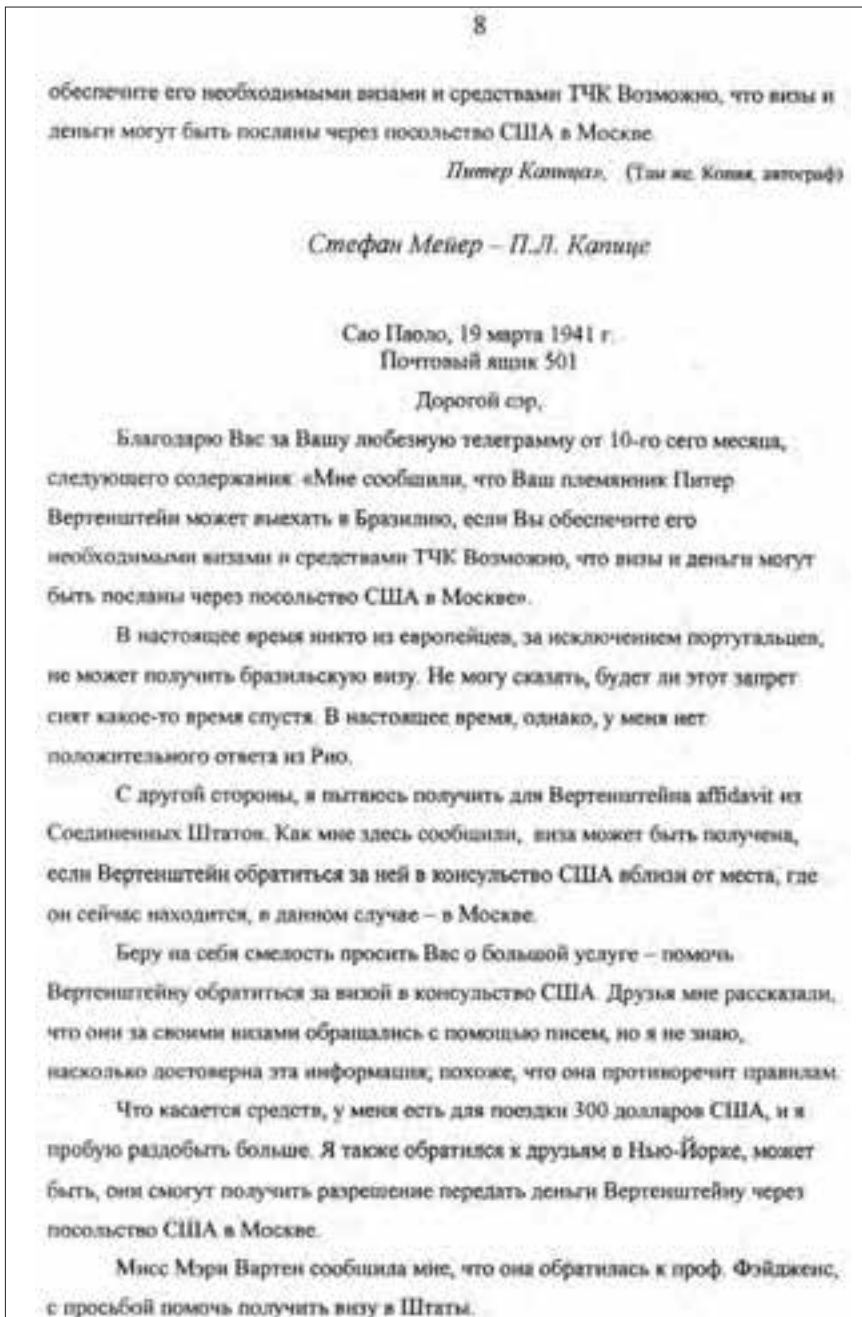 8
обеспечите его необходимыми визами и средствами ТЧК Возможно, что визы и
деньги могут быть посланы через посольство США в Москве.
Питер Капица». (Там же. Копия, автограф)
Стефан Мейер – П.Л. Капице
Сао Паоло, 19 марта 1941 г.
Почтовый ящик 501
Дорогой сэр,
Благодарю Вас за Вашу любезную телеграмму от 10-го сего месяца,
следующего содержания: «Мне сообщили, что Ваш племянник Питер
Вертенштейн может выехать в Бразилию, если Вы обеспечите его
необходимыми визами и средствами ТЧК Возможно, что визы и деньги могут
быть посланы через посольство США в Москве».
В настоящее время никто из европейцев, за исключением португальцев,
не может получить бразильскую визу. Не могу сказать, будет ли этот запрет
снят какое-то время спустя. В настоящее время, однако, у меня нет
положительного ответа из Рио.
С другой стороны, я пытаюсь получить для Вертенштейна affidavit из
Соединенных Штатов. Как мне здесь сообщили, виза может быть получена,
если Вертенштейн обратиться за ней в консульство США вблизи от места, где
он сейчас находится, в данном случае – в Москве.
Беру на себя смелость просить Вас о большой услуге – помочь
Вертенштейну обратиться за визой в консульство США. Друзья мне рассказали,
что они за своими визами обращались с помощью писем, но я не знаю,
насколько достоверна эта информация; похоже, что она противоречит правилам.
Что касается средств, у меня есть для поездки 300 долларов США, и я
пробую раздобыть больше. Я также обратился к друзьям в Нью-Йорке, может
быть, они смогут получить разрешение передать деньги Вертенштейну через
посольство США в Москве.
Мисс Мэри Вартен сообщила мне, что она обратилась к проф. Фэйдженс,
с просьбой помочь получить визу в Штаты.